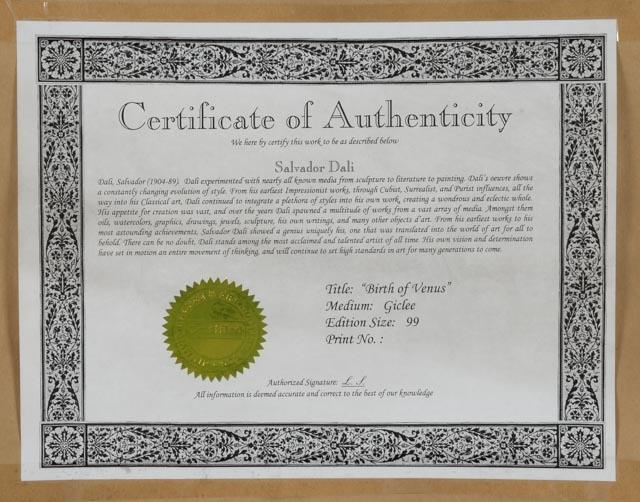 Certificate of Authenticity
We here by certify this work to be as described below
Salvador Dali
Dali, Salvador (1904-89). Dali experimented with nearly all known media from sculpture to literature to painting. Dali's oeuvre shows
a constantly changing evolution of style. From his earliest Impressionist works, through Cubist, Surrealist, and Purist influences, all the
way into his Classical art, Dali continued to integrate a plethora of styles into his own work, creating a wondrous and eclectic whole.
His appetite for creation was vast, and over the years Dali spawned a multitude of works from a vast array of media. Amongst them
oils, watercolors, graphics, drawings, jewels, sculpture, his own writings, and many other objects d'art. From his earliest works to his
most astounding achievements, Salvador Dali showed a genius uniquely his, one that was translated into the world of art for all to
behold. There can be no doubt, Dali stands among the most acclaimed and talented artist of all time. His own vision and determination
have set in motion an entire movement of thinking, and will continue to set high standards in art for many generations to come.
Title: "Birth of Venus"
Medium: Giclee
Edition Size: 99
Print No. :
Authorized Signature: L. S.
All information is deemed accurate and correct to the best of our knowledge